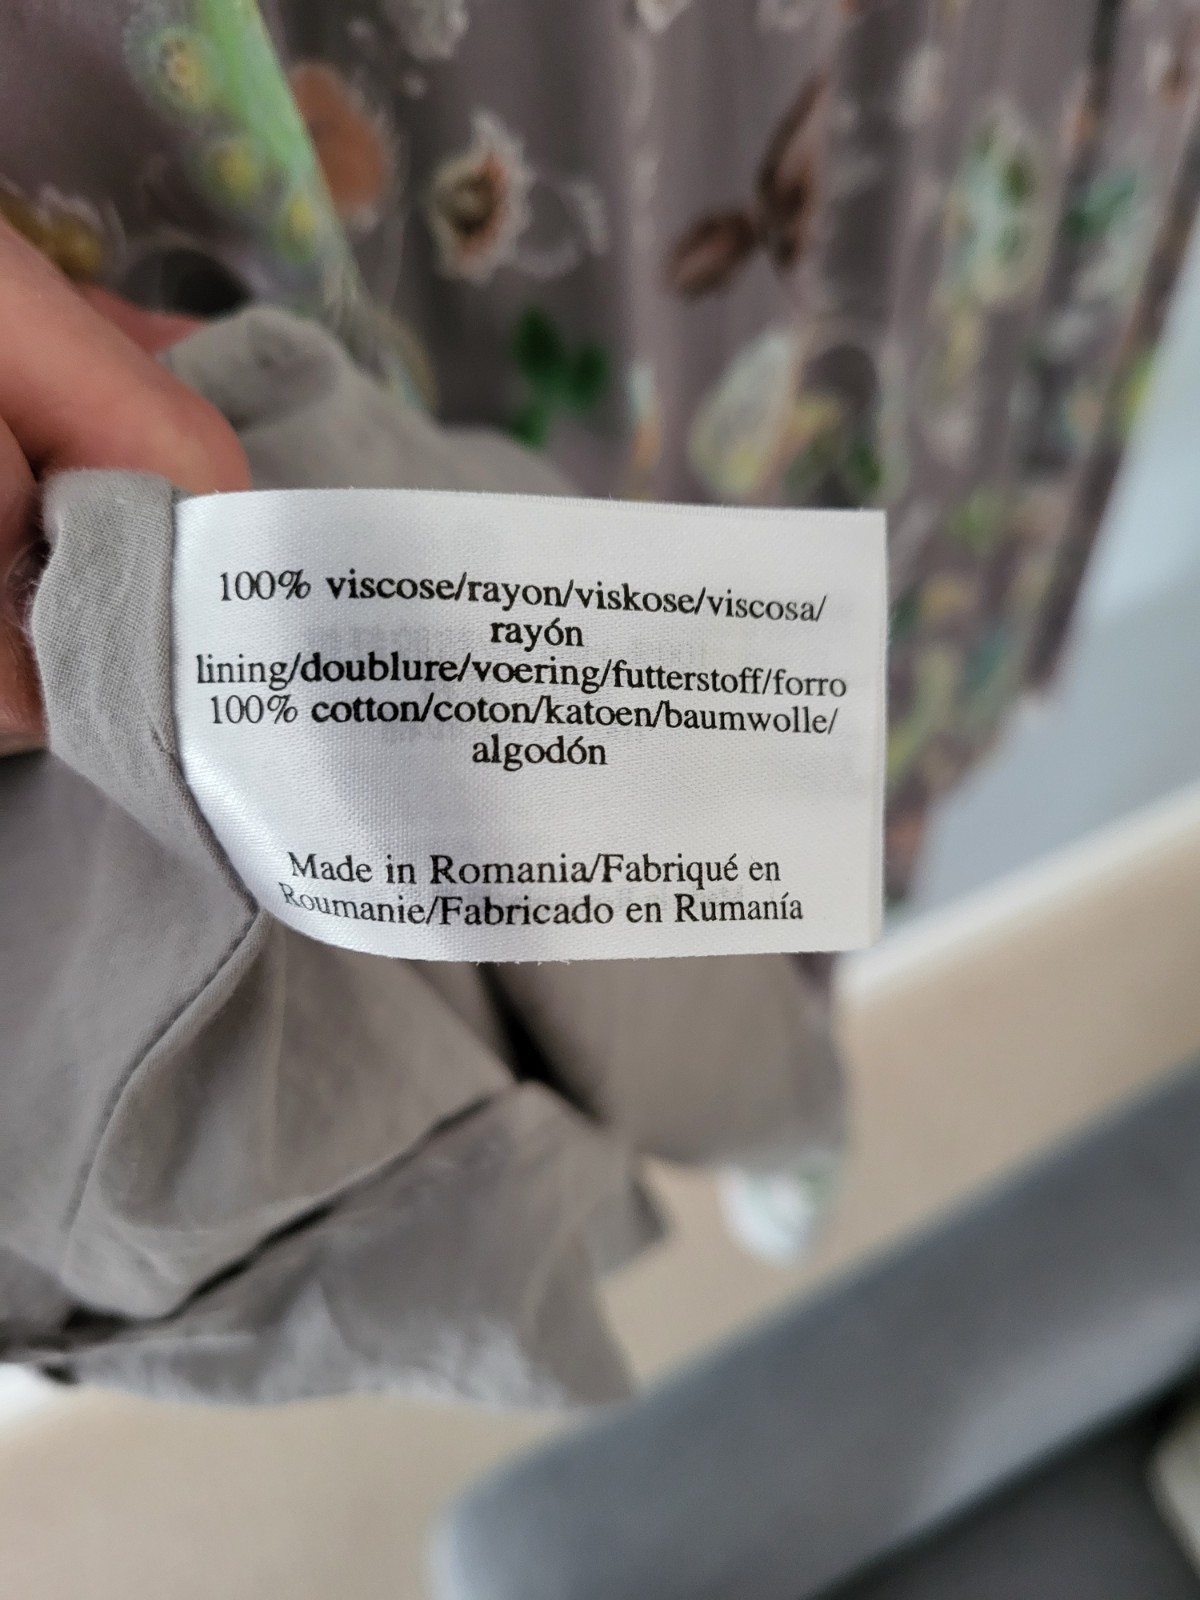 100% viscose/rayon/viskose/viscosa/
rayón
lining/doublure/voering/futterstoff/forro
100% cotton/coton/katoen/baumwolle/
algodón
Made in Romania/Fabriqué en
Roumanie/Fabricado en Rumanía